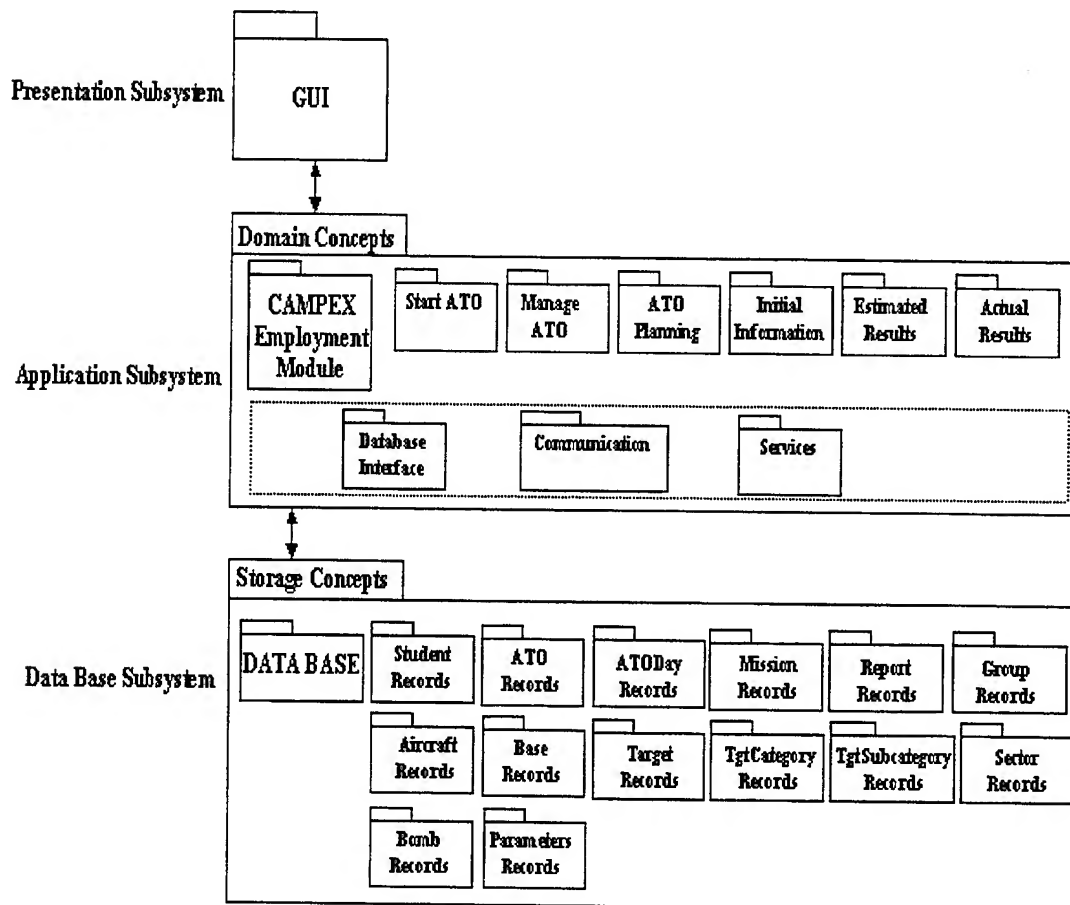 Presentation Subsystem
GUI
Domain Concepts
Application Subsystem
CAMPEX
Employment
Module
Start ATO
Manage
ATO
ATO
Planning
Initial
Information
Estimated
Results
Actual
Results
Database
Interface
Communication
Services
Storage Concepts
Data Base Subsystem
DATA BASE
Student
Records
ATO
Records
ATODay
Records
Mission
Records
Report
Records
Group
Records
Aircraft
Records
Base
Records
Target
Records
TgtCategory
Records
TgtSubcategory
Records
Sector
Records
Bomb
Records
Parameters
Records